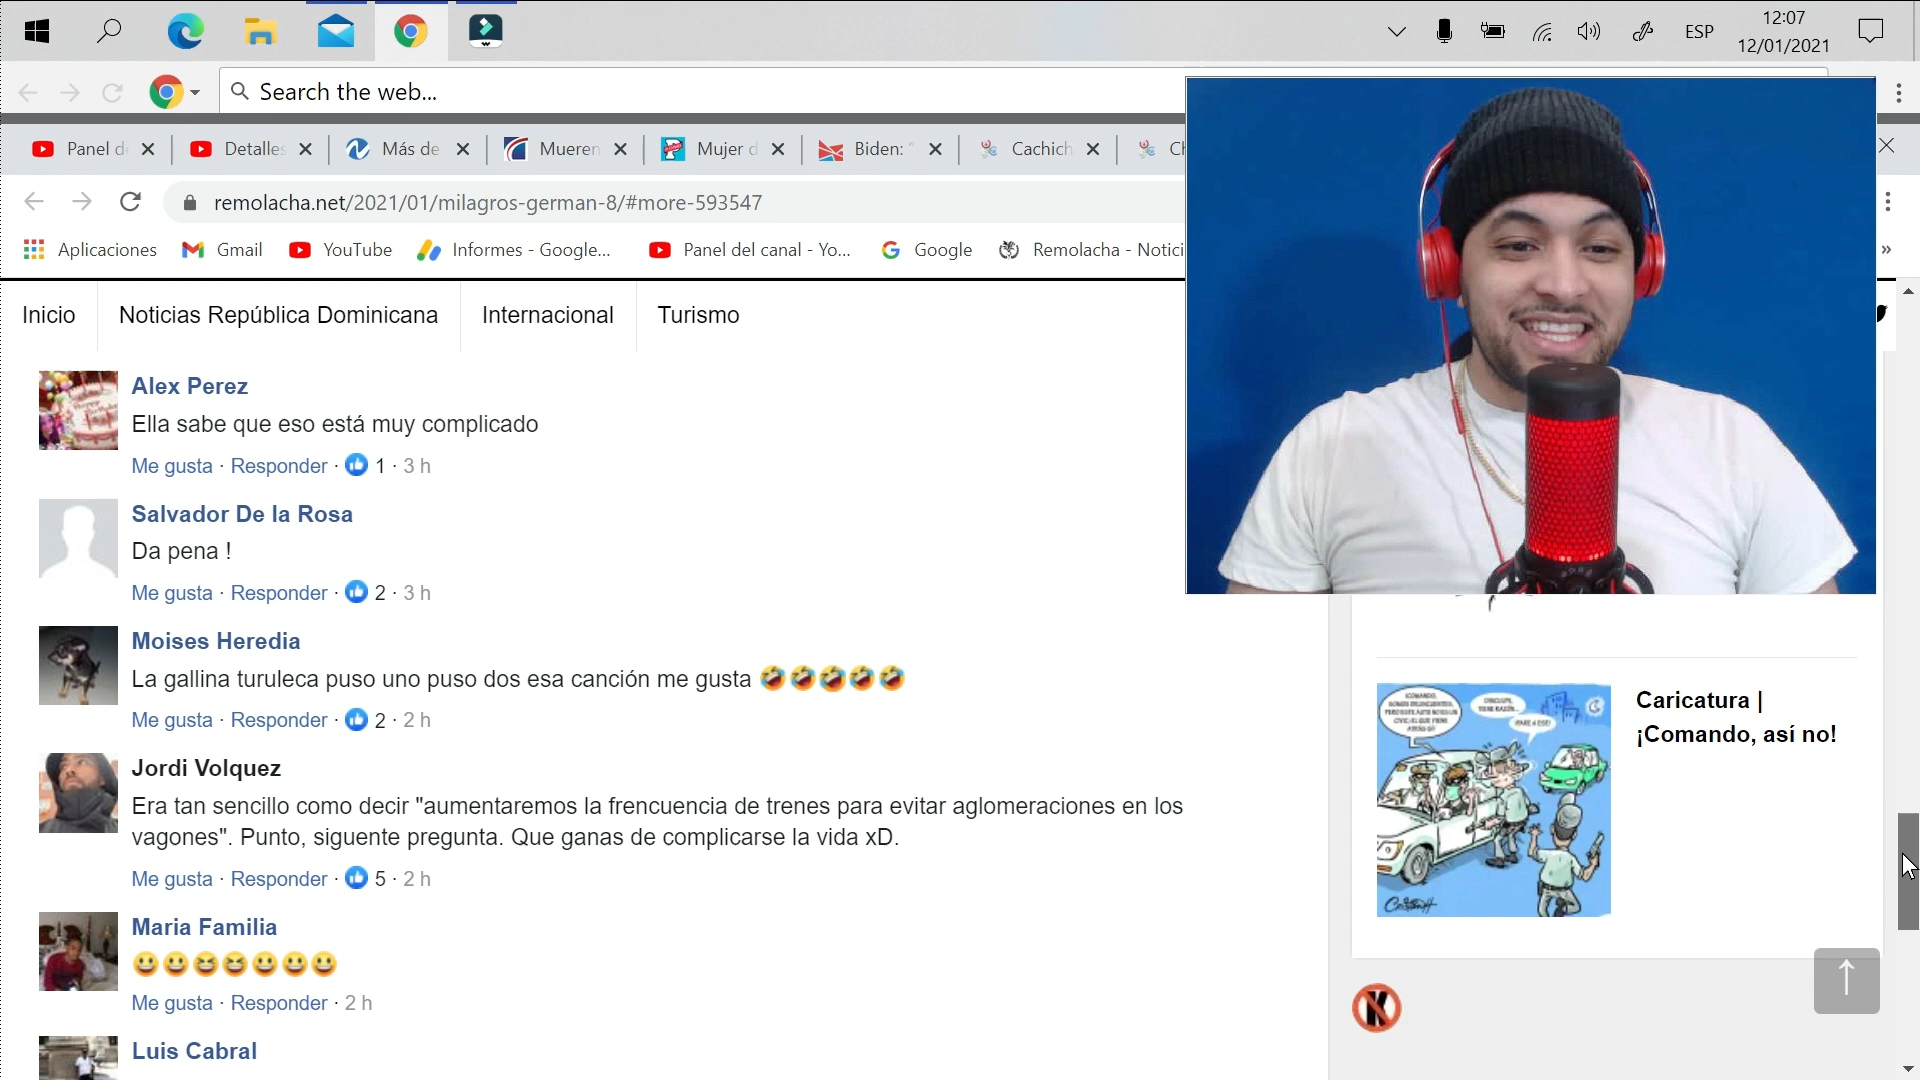 ESP
12:07
12/01/2021
Search the web...
Panel d
Detalles
Más de
Mueren
Mujer d
Biden: "
Cachich
Ch
remolacha.net/2021/01/milagros-german-8/#more-593547
Aplicaciones
Gmail
YouTube
Informes - Google...
Panel del canal - Yo...
Google
Remolacha - Notici
»
Inicio
Noticias República Dominicana
Internacional
Turismo
Alex Perez
Ella sabe que eso está muy complicado
Me gusta · Responder · 1 · 3 h
Salvador De la Rosa
Da pena !
Me gusta · Responder · 2 · 3 h
Moises Heredia
La gallina turuleca puso uno puso dos esa canción me gusta 🤣🤣🤣🤣🤣
Me gusta · Responder · 2 · 2 h
Jordi Volquez
Era tan sencillo como decir "aumentaremos la frencuencia de trenes para evitar aglomeraciones en los
vagones". Punto, siguente pregunta. Que ganas de complicarse la vida xD.
Me gusta · Responder · 5 · 2 h
Maria Familia
😀😀😆😆😀😀😀
Me gusta · Responder · 2 h
Luis Cabral
Caricatura |
¡Comando, así no!
K